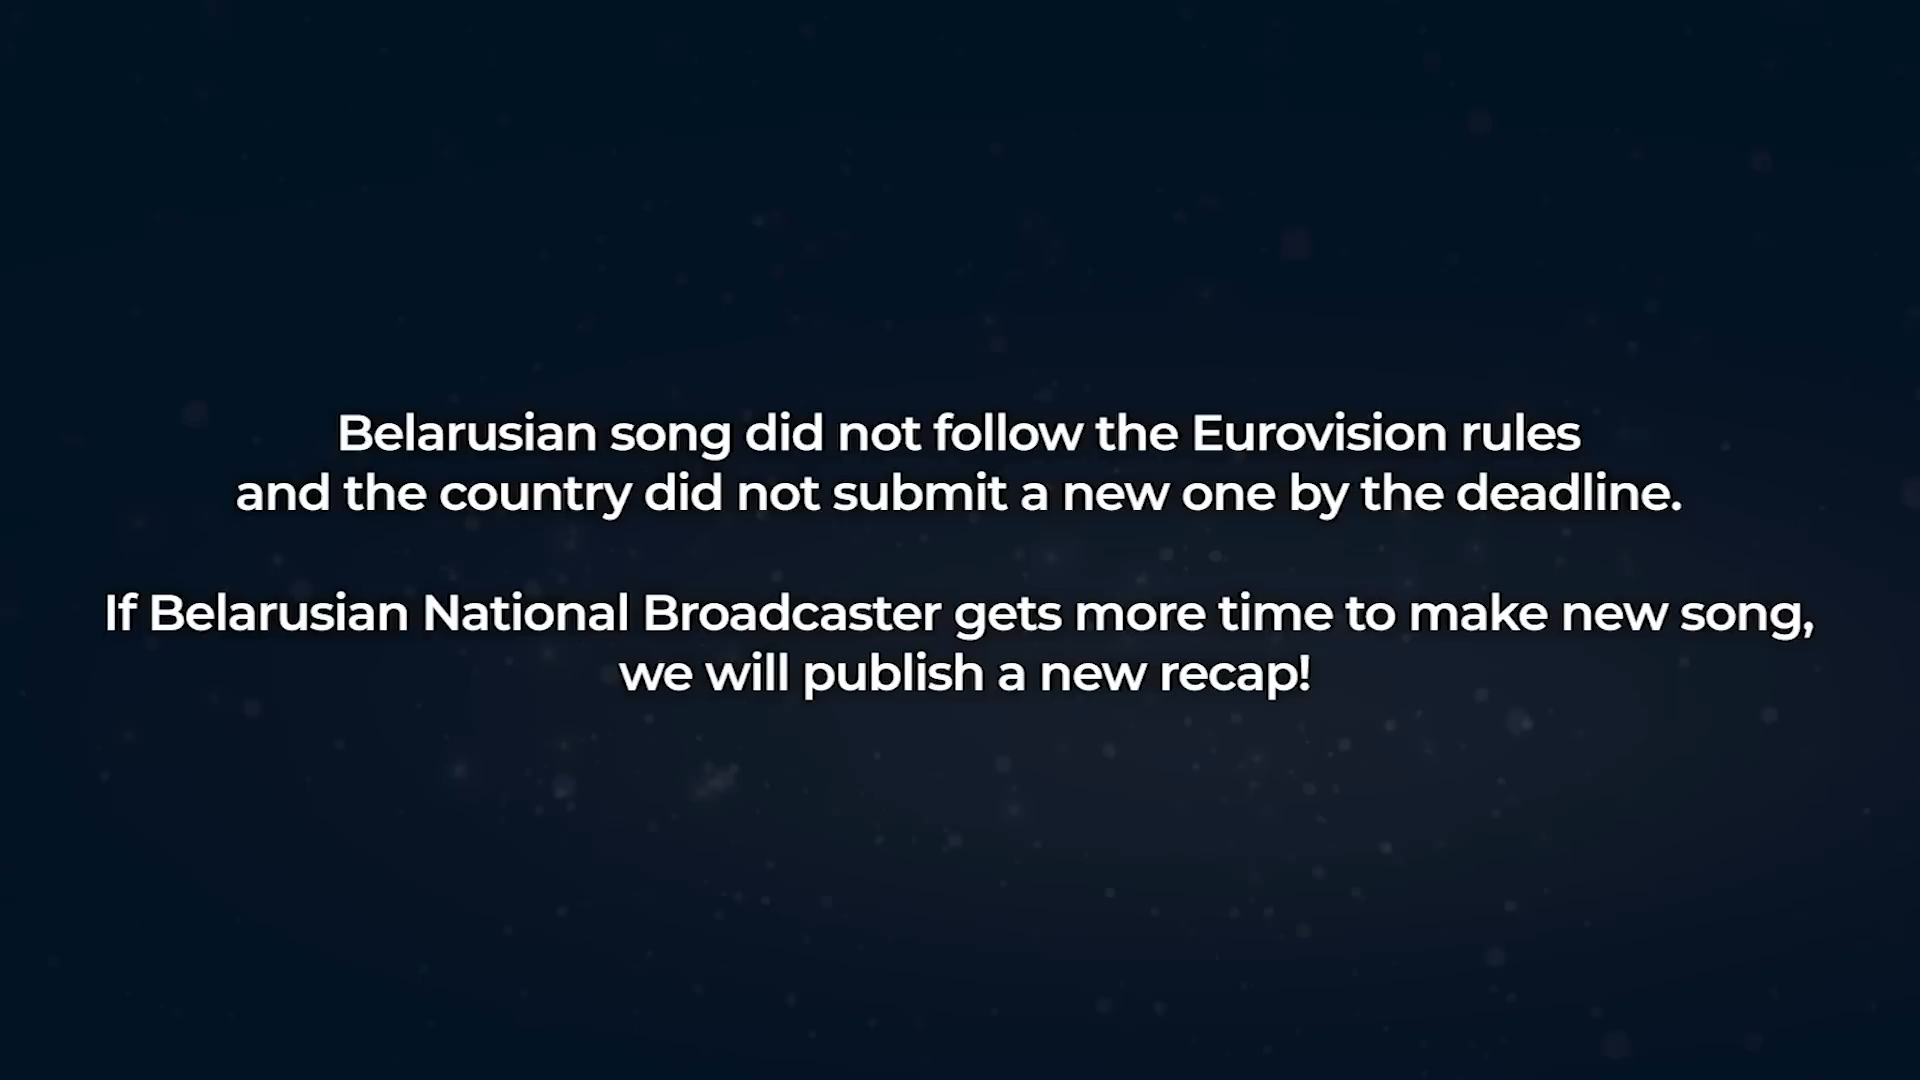 Belarusian song did not follow the Eurovision rules
and the country did not submit a new one by the deadline.
If Belarusian National Broadcaster gets more time to make new song,
we will publish a new recap!